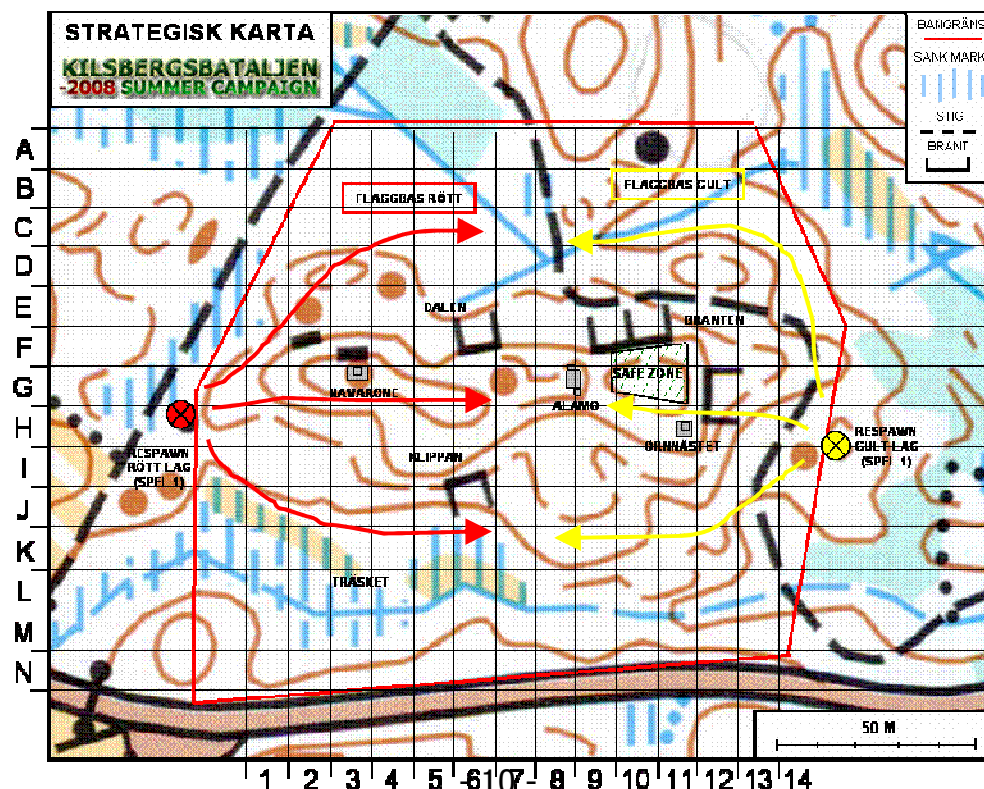 STRATEGISK KARTA
KILSBERGSBATALJEN
-2008 SUMMER CAMPAIGN
BANGRÄNS
SANK MARK
STIG
BRANT
A
B
C
D
E
F
G
H
I
J
K
L
M
N
FLAGGBAS RÖTT
FLAGGBAS GULT
DALEN
BRANTEN
NAVARONE
ALAMO
SAFE ZONE
ÖRNNÄSTET
KLIPPAN
TRÄSKET
RESPAWN
RÖTT LAG
(SPEL 1)
RESPAWN
GULT LAG
(SPEL 1)
50 M
1 2 3 4 5 8 9 10 11 12 13 14